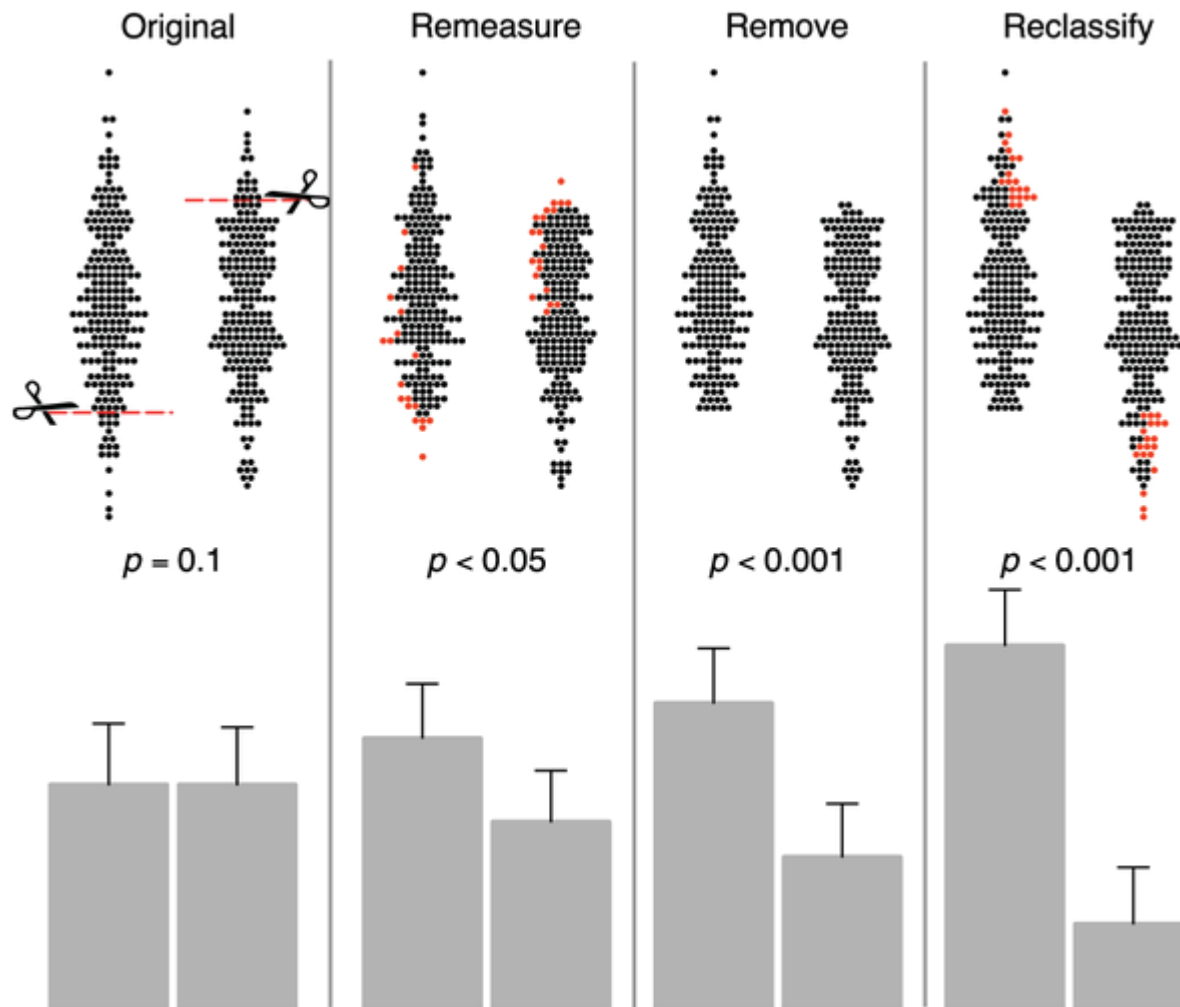 Original Remeasure Remove Reclassify
p = 0.1 p < 0.05 p < 0.001 p < 0.001